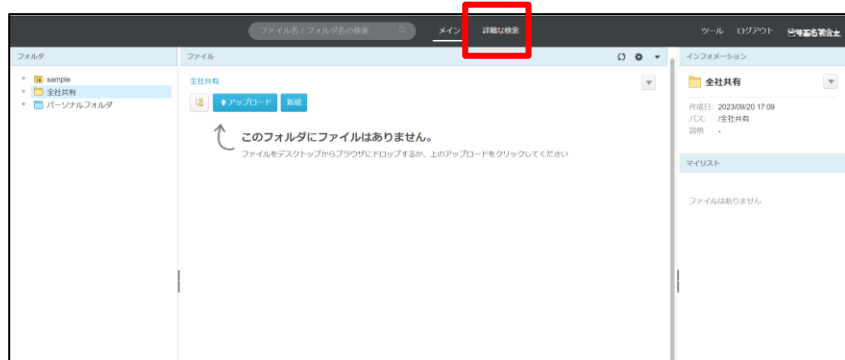 ファイル名 / フォルダ名の検索
メイン
詳細な検索
ツール
ログアウト
フォルダ
sample
全社共有
パーソナルフォルダ
ファイル
全社共有
アップロード
新規
このフォルダにファイルはありません。
ファイルをデスクトップからブラウザにドロップするか、上のアップロードをクリックしてください
インフォメーション
全社共有
作成日: 2023/09/20 17:09
パス: /全社共有
説明 -
マイリスト
ファイルはありません